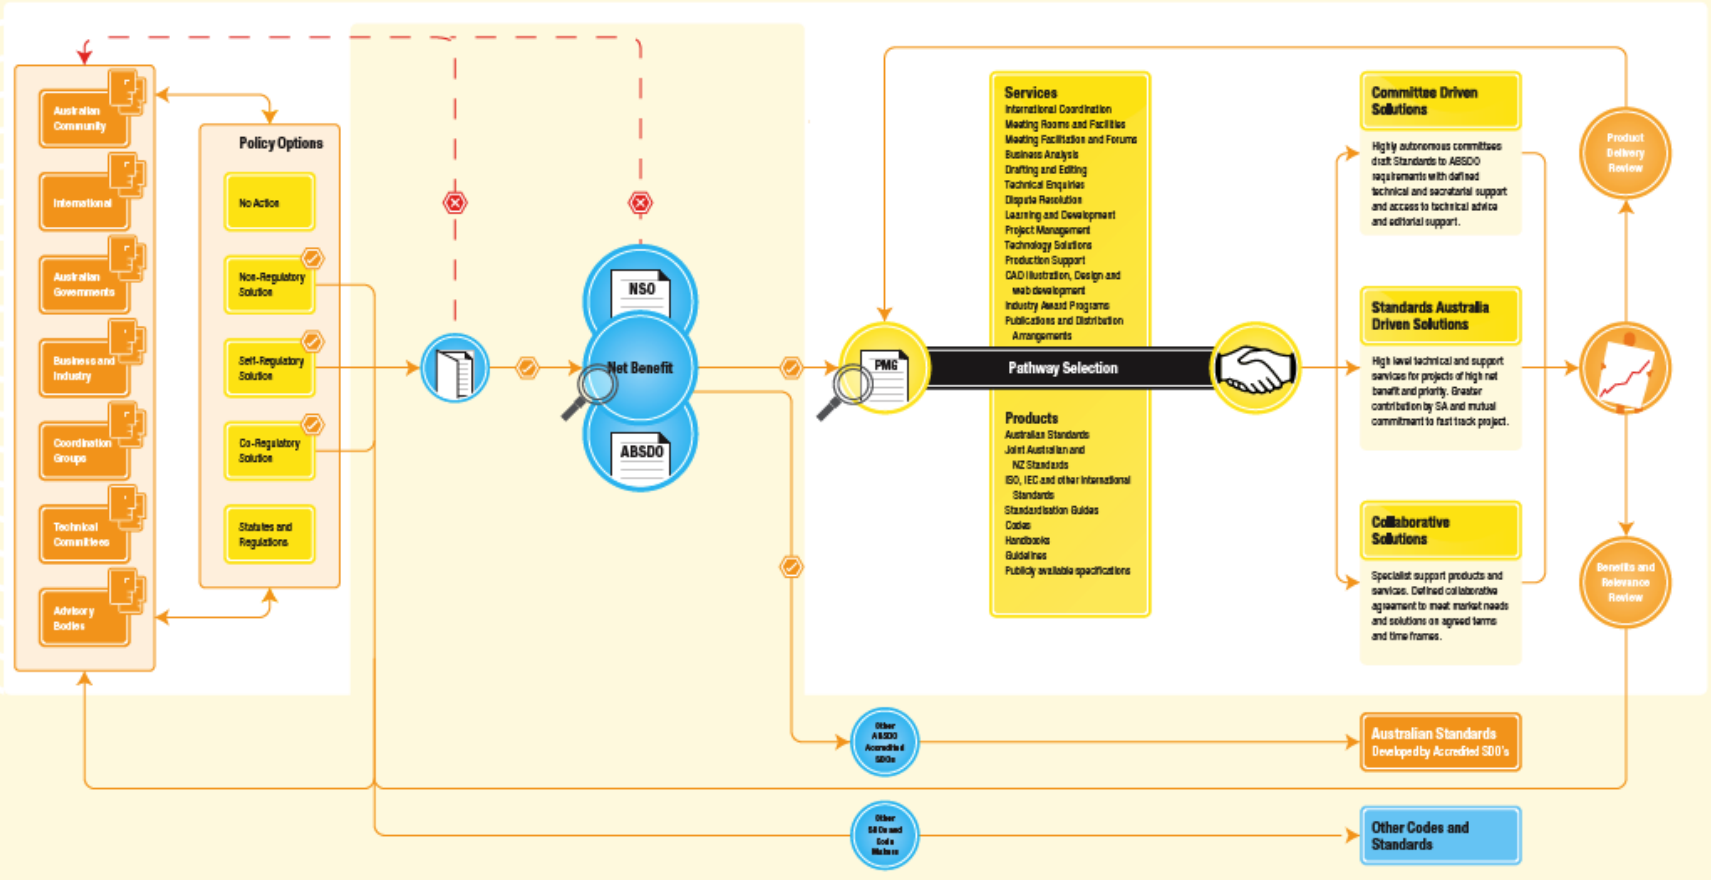 Australian
Community
International
Australian
Governments
Business and
Industry
Coordination
Groups
Technical
Committees
Advisory
Bodies
Policy Options
No Action
Non-Regulatory
Solution
Self-Regulatory
Solution
Co-Regulatory
Solution
Statutes and
Regulations
NSO
Net Benefit
ABSDO
PMG
Pathway Selection
Services
International Coordination
Meeting Rooms and Facilities
Meeting Facilitation and Forums
Business Analysis
Drafting and Editing
Technical Enquiries
Dispute Resolution
Learning and Development
Project Management
Technology Solutions
Production Support
CAD Illustration, Design and
web development
Industry Award Programs
Publications and Distribution
Arrangements
Products
Australian Standards
Joint Australian and
NZ Standards
ISO, IEC and other International
Standards
Standardisation Guides
Codes
Handbooks
Guidelines
Publicly available specifications
Committee Driven
Solutions
Highly autonomous committees
draft Standards to ABSDO
requirements with defined
technical and secretarial support
and access to technical advice
and editorial support.
Standards Australia
Driven Solutions
High level technical and support
services for projects of high net
benefit and priority. Greater
contribution by SA and mutual
commitment to fast track project.
Collaborative
Solutions
Specialist support products and
services. Defined collaborative
agreement to meet market needs
and solutions on agreed terms
and time frames.
Product
Delivery
Review
Benefits and
Relevance
Review
Other
ABSDO
Accredited
SDOs
Australian Standards
Developed by Accredited SDO's
Other
SDOs and
Code
Makers
Other Codes and
Standards